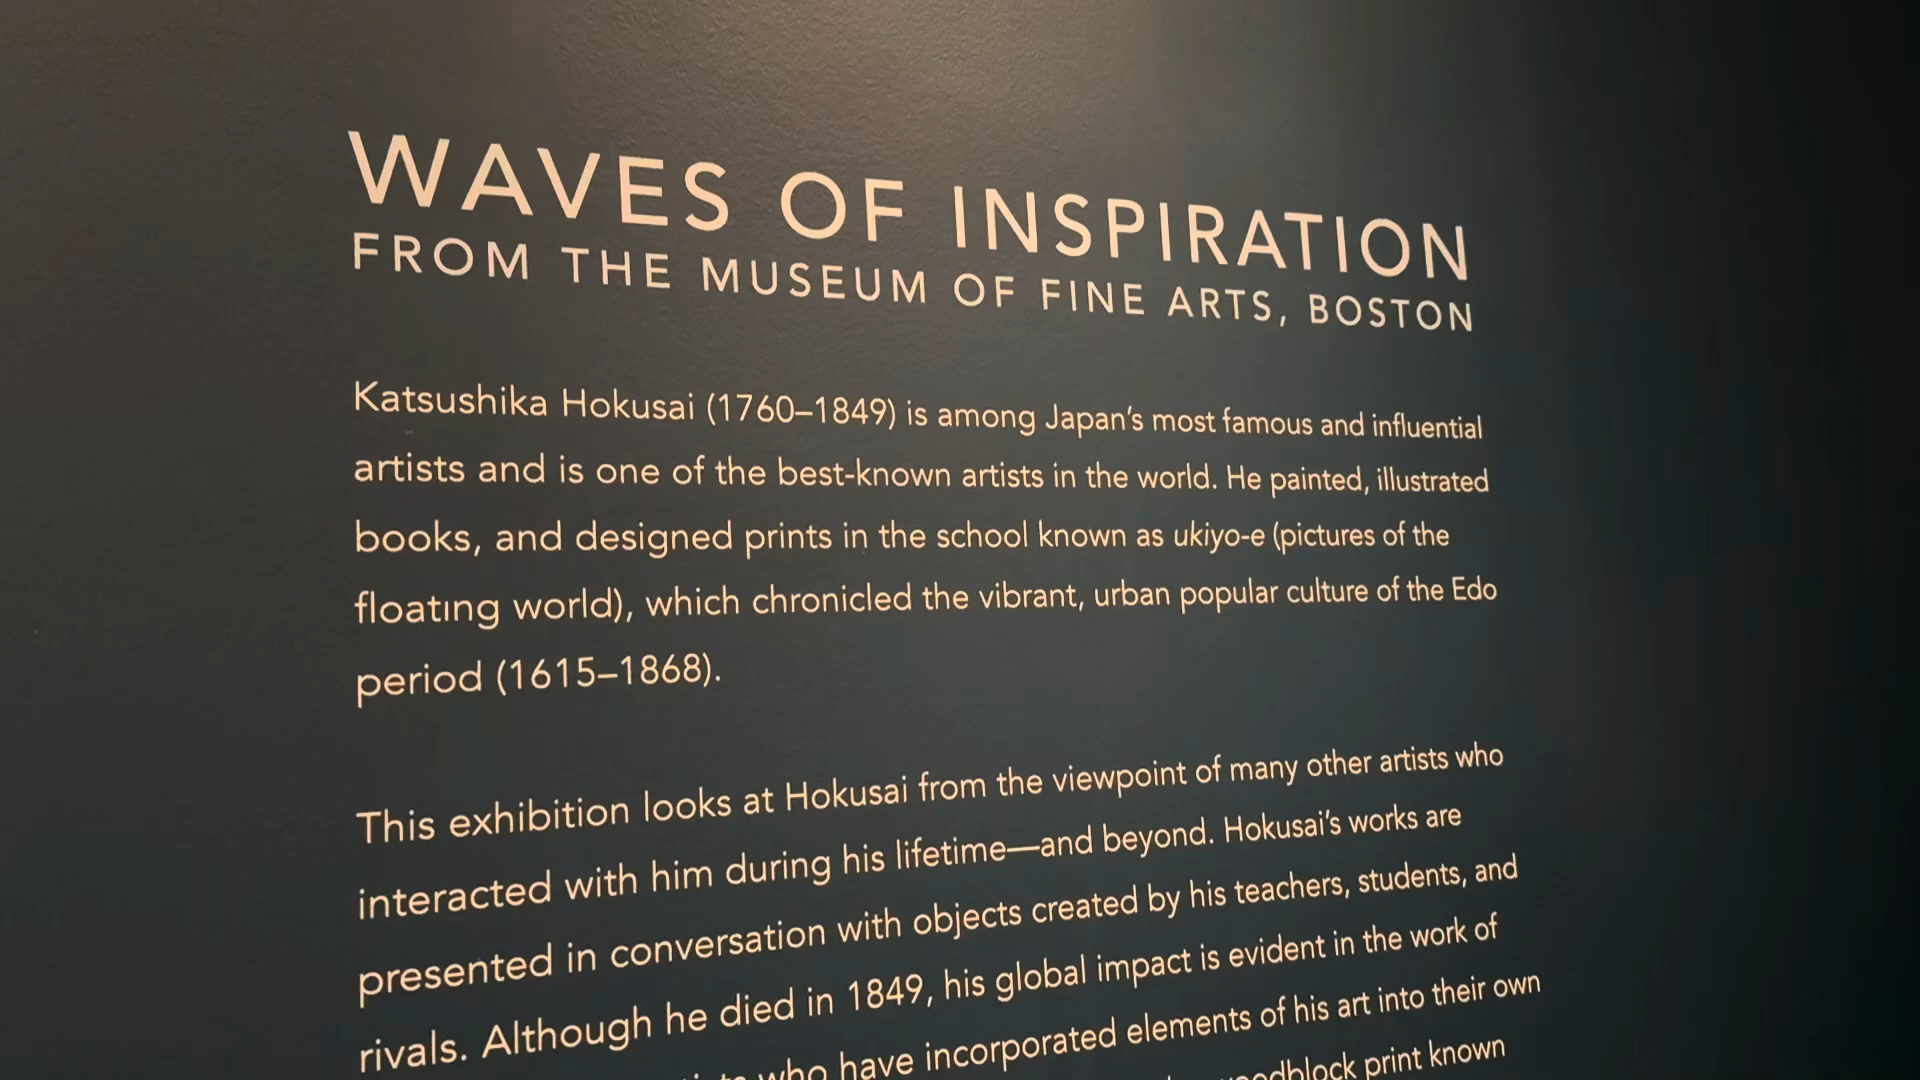 WAVES OF INSPIRATION
FROM THE MUSEUM OF FINE ARTS, BOSTON
Katsushika Hokusai (1760–1849) is among Japan’s most famous and influential
artists and is one of the best-known artists in the world. He painted, illustrated
books, and designed prints in the school known as ukiyo-e (pictures of the
floating world), which chronicled the vibrant, urban popular culture of the Edo
period (1615–1868).
This exhibition looks at Hokusai from the viewpoint of many other artists who
interacted with him during his lifetime—and beyond. Hokusai’s works are
presented in conversation with objects created by his teachers, students, and
rivals. Although he died in 1849, his global impact is evident in the work of
who have incorporated elements of his art into their own
print known